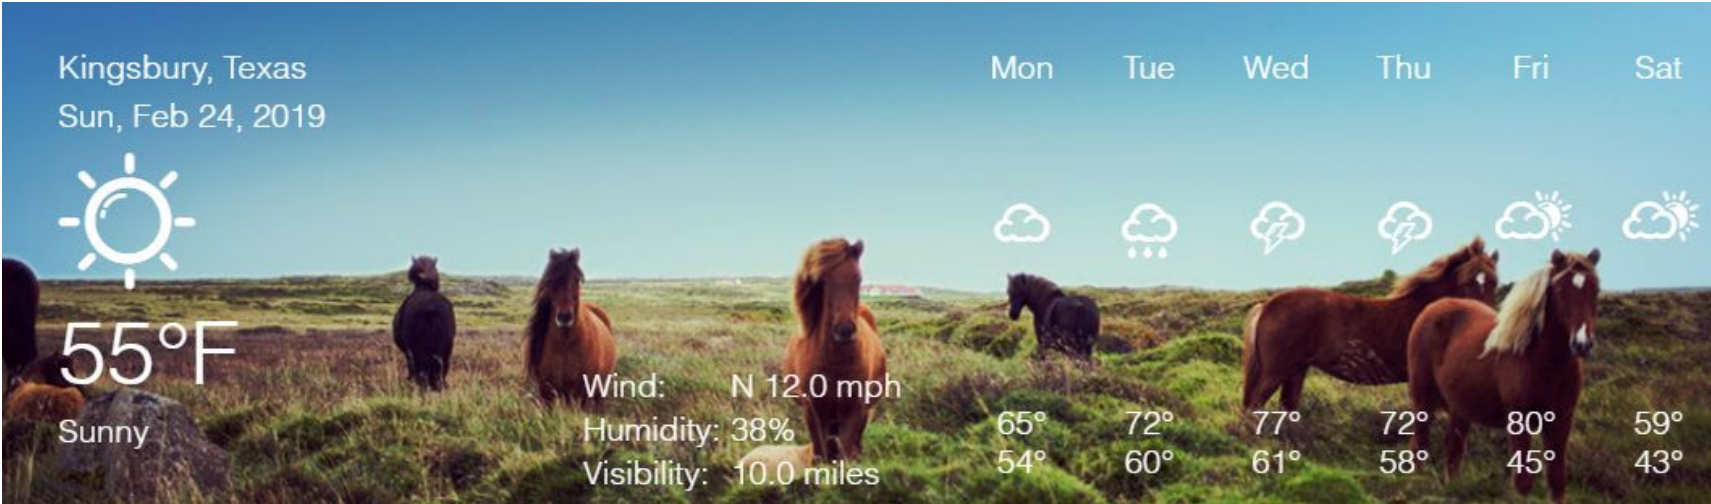 Kingsbury, Texas
Sun, Feb 24, 2019
55°F
Sunny
Wind: N 12.0 mph
Humidity: 38%
Visibility: 10.0 miles
Mon Tue Wed Thu Fri Sat
65° 72° 77° 72° 80° 59°
54° 60° 61° 58° 45° 43°